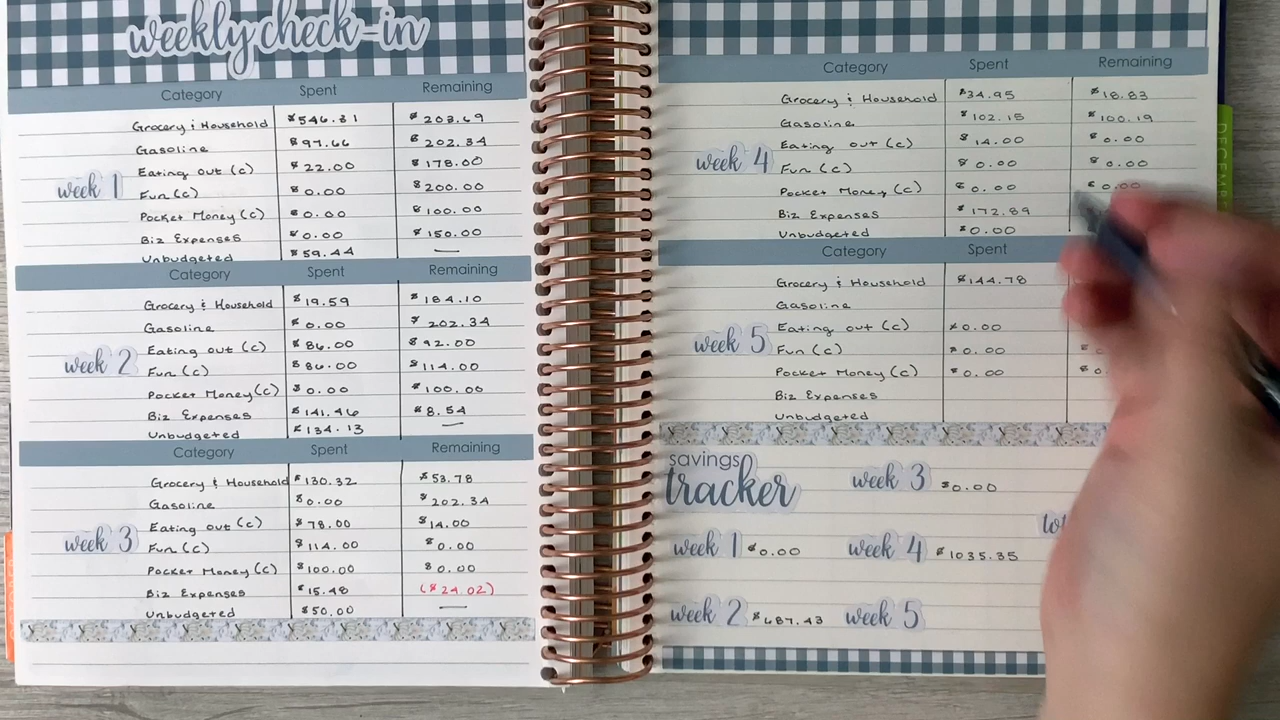 weekly check-in
Category Spent Remaining
week 1
Grocery & Household $546.31 $203.69
Gasoline $97.66 $202.34
Eating out (c) $22.00 $178.00
Fun (c) $0.00 $200.00
Pocket Money (c) $0.00 $100.00
Biz Expenses $0.00 $150.00
Unbudgeted $59.44 —
Category Spent Remaining
week 2
Grocery & Household $19.59 $184.10
Gasoline $0.00 $202.34
Eating out (c) $86.00 $92.00
Fun (c) $86.00 $114.00
Pocket Money (c) $0.00 $100.00
Biz Expenses $141.46 $8.54
Unbudgeted $134.13 —
Category Spent Remaining
week 3
Grocery & Household $130.32 $53.78
Gasoline $0.00 $202.34
Eating out (c) $78.00 $14.00
Fun (c) $114.00 $0.00
Pocket Money (c) $100.00 $0.00
Biz Expenses $15.48 ($24.02)
Unbudgeted $50.00 —
Category Spent Remaining
week 4
Grocery & Household $34.95 $18.83
Gasoline $102.15 $100.19
Eating out (c) $14.00 $0.00
Fun (c) $0.00 $0.00
Pocket Money (c) $0.00 $0.00
Biz Expenses $172.89
Unbudgeted $0.00
Category Spent
week 5
Grocery & Household $144.78
Gasoline
Eating out (c) $0.00
Fun (c) $0.00
Pocket Money (c) $0.00
Biz Expenses
Unbudgeted
savings tracker
week 1 $0.00
week 2 $687.43
week 3 $0.00
week 4 $1035.35
week 5